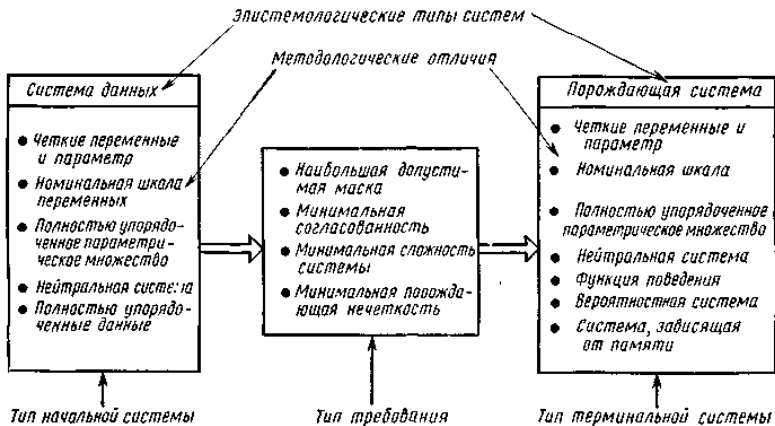 Эпистемологические типы систем
Методологические отличия
Система данных
● Четкие переменные
и параметр
● Номинальная шкала
переменных
● Полностью упорядо-
ченное параметри-
ческое множество
● Нейтральная система
● Полностью упорядо-
ченные данные
● Наибольшая допусти-
мая маска
● Минимальная
согласованность
● Минимальная сложность
системы
● Минимальная порожда-
ющая нечеткость
Порождающая система
● Четкие переменные и
параметр
● Номинальная шкала
● Полностью упорядоченное
параметрическое множество
● Нейтральная система
● Функция поведения
● Вероятностная система
● Система, зависящая
от памяти
Тип начальной системы
Тип требования
Тип терминальной системы